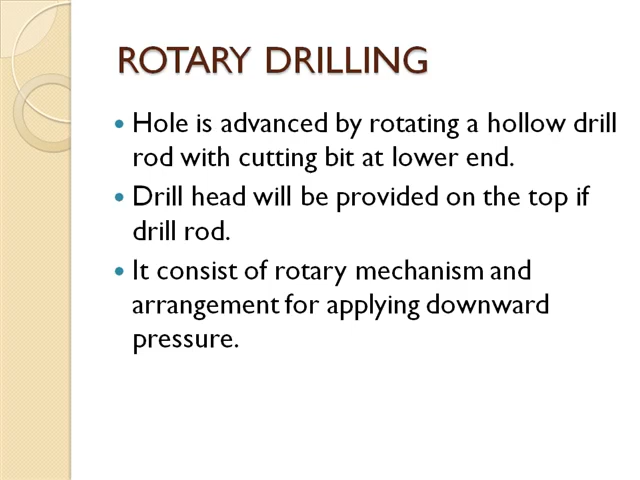 ROTARY DRILLING
• Hole is advanced by rotating a hollow drill
rod with cutting bit at lower end.
• Drill head will be provided on the top if
drill rod.
• It consist of rotary mechanism and
arrangement for applying downward
pressure.